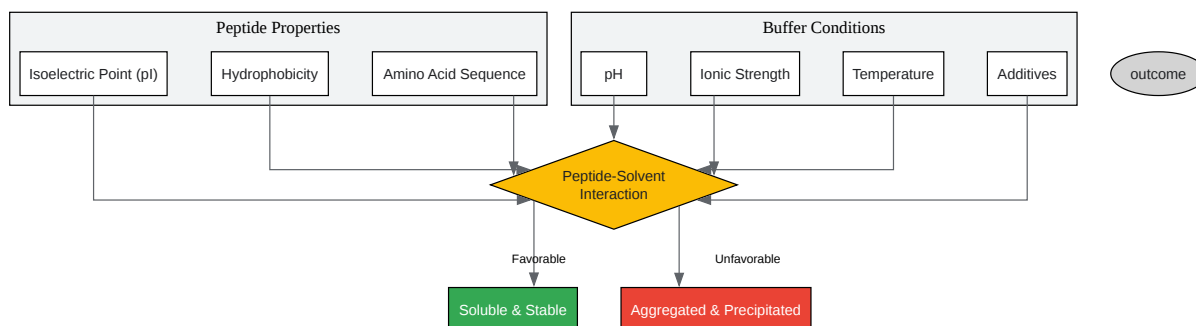 Peptide Properties
Buffer Conditions
Isoelectric Point (pI)
Hydrophobicity
Amino Acid Sequence
pH
Ionic Strength
Temperature
Additives
outcome
Peptide-Solvent
Interaction
Favorable
Unfavorable
Soluble & Stable
Aggregated & Precipitated